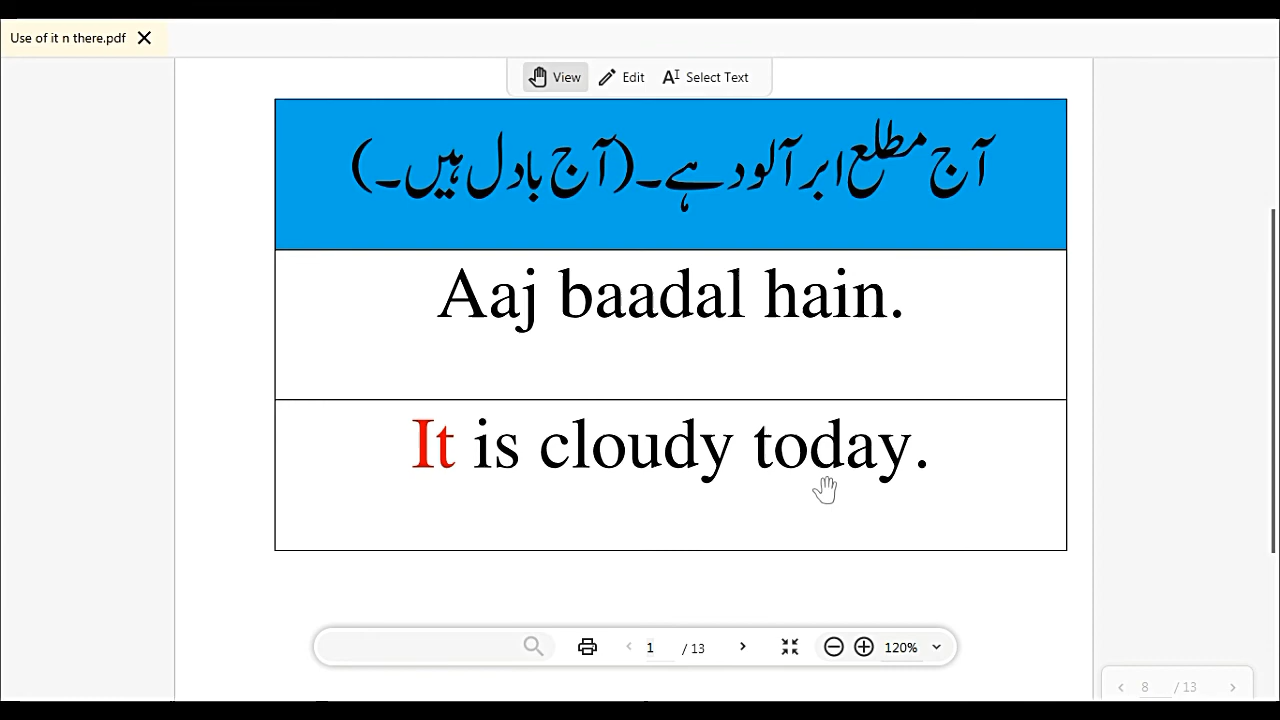 Use of it n there.pdf
View Edit Select Text
آج مطلع ابر آلود ہے۔ (آج بادل ہیں۔)
Aaj baadal hain.
It is cloudy today.
1 / 13 120%
8 / 13